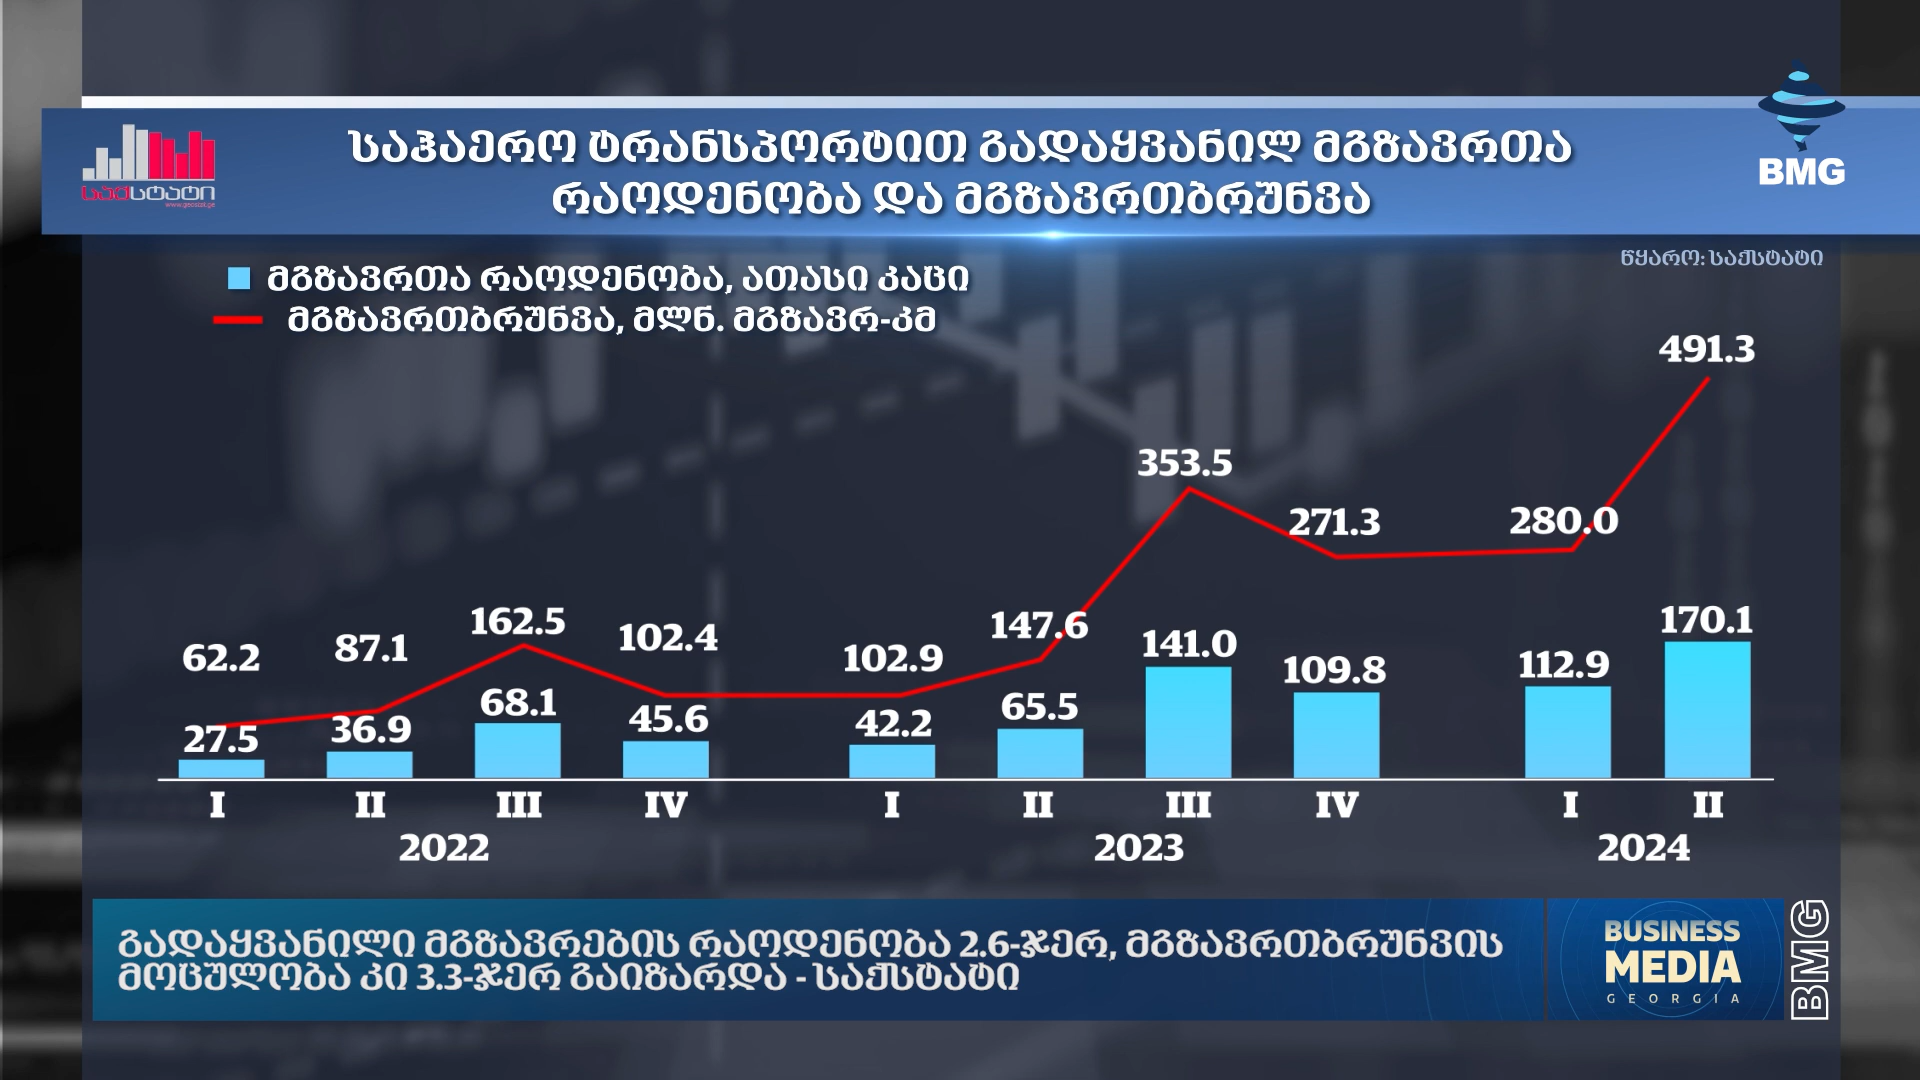 საქსტატი
www.geostat.ge
საჰაერო ტრანსპორტით გადაყვანილ მგზავრთა
რაოდენობა და მგზავრთბრუნვა
BMG
წყარო: საქსტატი
მგზავრთა რაოდენობა, ათასი კაცი
მგზავრთბრუნვა, მლნ. მგზავრ-კმ
62.2 87.1 162.5 102.4 102.9 147.6 353.5 271.3 280.0 491.3
27.5 36.9 68.1 45.6 42.2 65.5 141.0 109.8 112.9 170.1
I II III IV I II III IV I II
2022 2023 2024
გადაყვანილი მგზავრების რაოდენობა 2.6-ჯერ, მგზავრთბრუნვის
მოცულობა კი 3.3-ჯერ გაიზარდა - საქსტატი
BUSINESS
MEDIA
GEORGIA
BMG